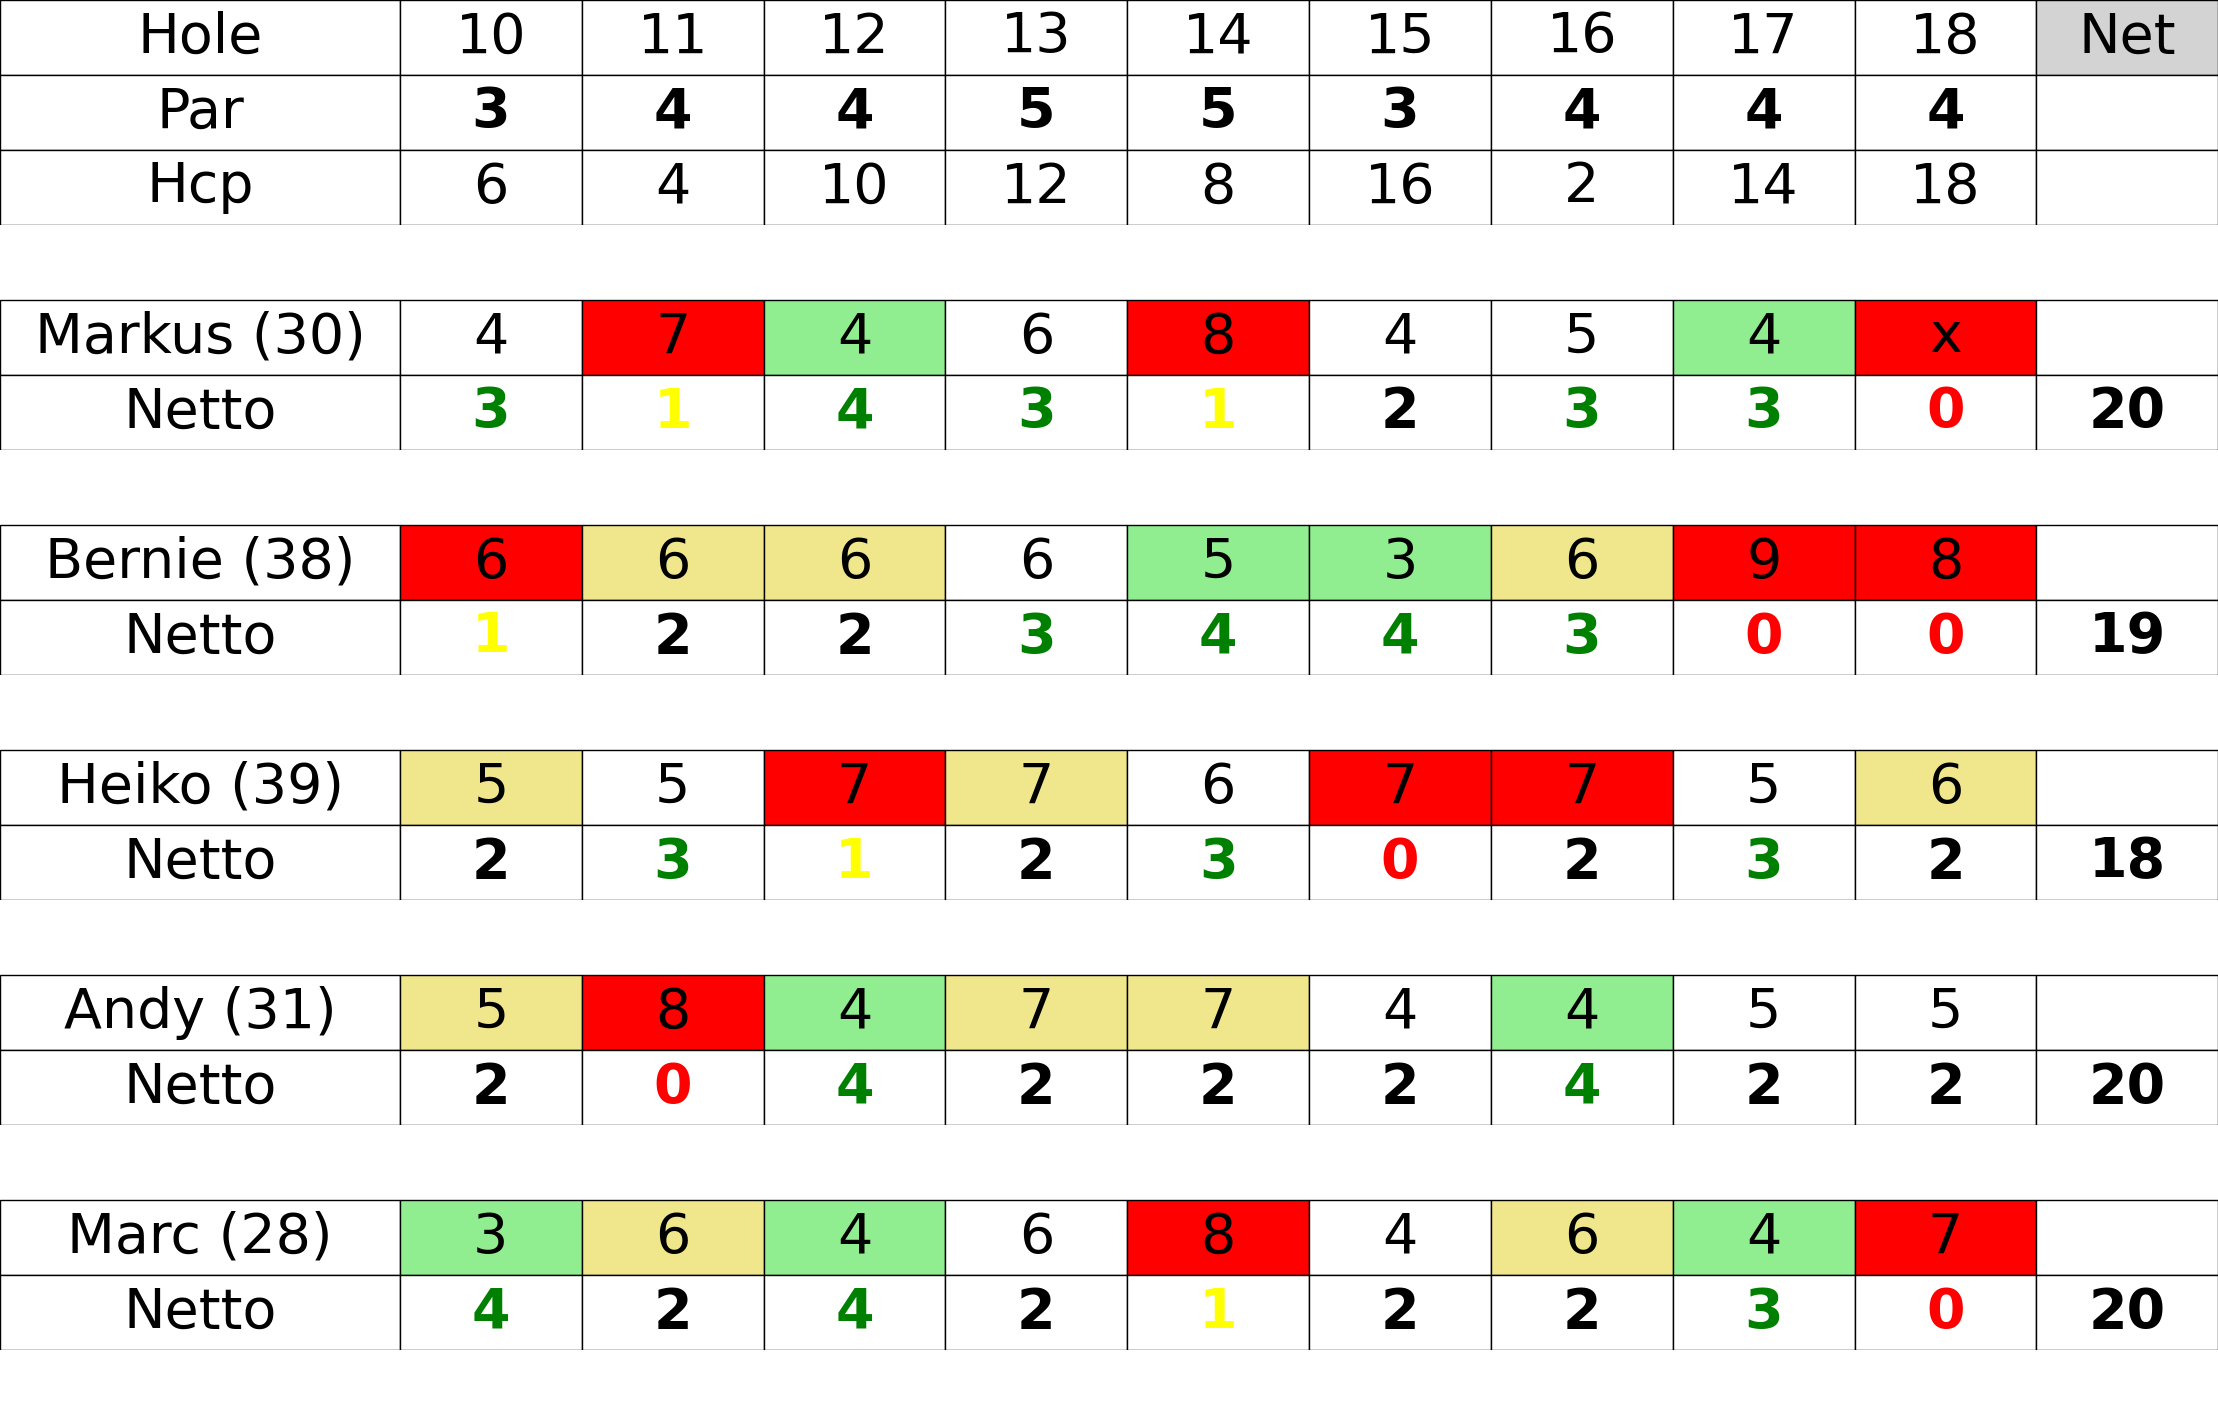 Hole 10 11 12 13 14 15 16 17 18 Net
Par 3 4 4 5 5 3 4 4 4
Hcp 6 4 10 12 8 16 2 14 18
Markus (30) 4 7 4 6 8 4 5 4 x
Netto 3 1 4 3 1 2 3 3 0 20
Bernie (38) 6 6 6 6 5 3 6 9 8
Netto 1 2 2 3 4 4 3 0 0 19
Heiko (39) 5 5 7 7 6 7 7 5 6
Netto 2 3 1 2 3 0 2 3 2 18
Andy (31) 5 8 4 7 7 4 4 5 5
Netto 2 0 4 2 2 2 4 2 2 20
Marc (28) 3 6 4 6 8 4 6 4 7
Netto 4 2 4 2 1 2 2 3 0 20